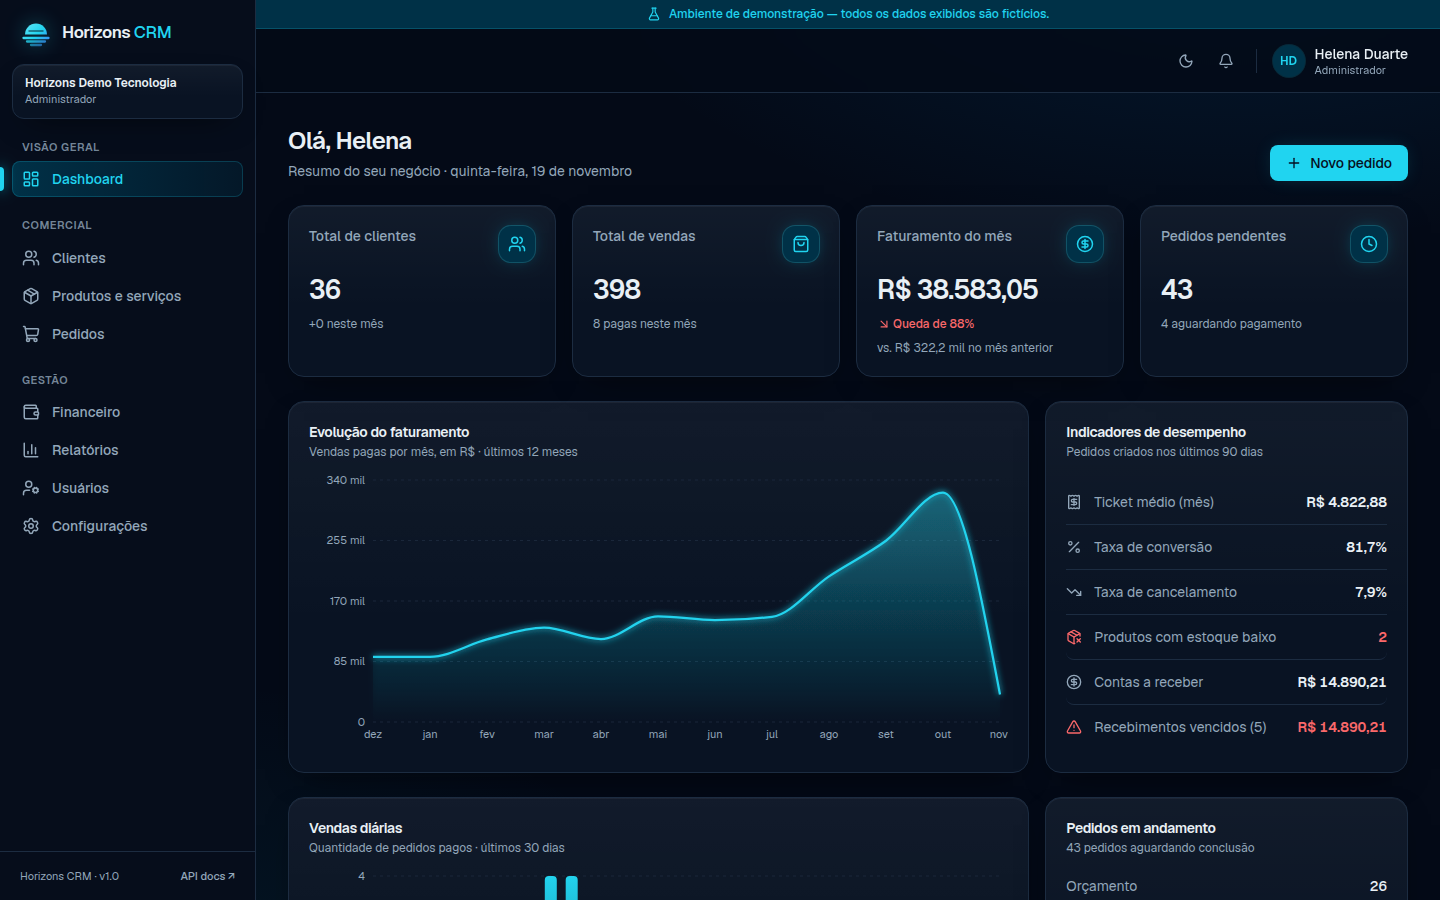 Ambiente de demonstração — todos os dados exibidos são fictícios.
Horizons CRM
Horizons Demo Tecnologia
Administrador
VISÃO GERAL
Dashboard
COMERCIAL
Clientes
Produtos e serviços
Pedidos
GESTÃO
Financeiro
Relatórios
Usuários
Configurações
Horizons CRM · v1.0
API docs
HD
Helena Duarte
Administrador
Olá, Helena
Resumo do seu negócio · quinta-feira, 19 de novembro
Novo pedido
Total de clientes
36
+0 neste mês
Total de vendas
398
8 pagas neste mês
Faturamento do mês
R$ 38.583,05
Queda de 88%
vs. R$ 322,2 mil no mês anterior
Pedidos pendentes
43
4 aguardando pagamento
Evolução do faturamento
Vendas pagas por mês, em R$ · últimos 12 meses
340 mil
255 mil
170 mil
85 mil
0
dez jan fev mar abr mai jun jul ago set out nov
Indicadores de desempenho
Pedidos criados nos últimos 90 dias
Ticket médio (mês) R$ 4.822,88
Taxa de conversão 81,7%
Taxa de cancelamento 7,9%
Produtos com estoque baixo 2
Contas a receber R$ 14.890,21
Recebimentos vencidos (5) R$ 14.890,21
Vendas diárias
Quantidade de pedidos pagos · últimos 30 dias
4
Pedidos em andamento
43 pedidos aguardando conclusão
Orçamento 26